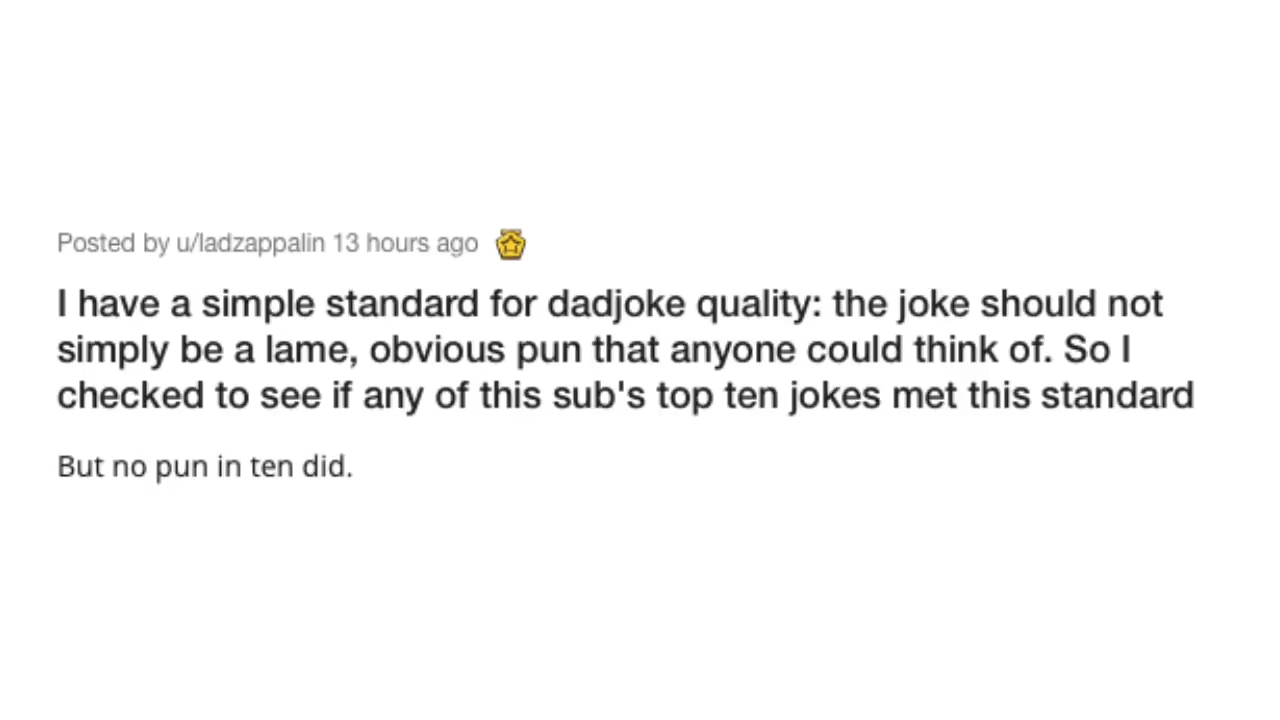 Posted by u/ladzappalin 13 hours ago
I have a simple standard for dadjoke quality: the joke should not
simply be a lame, obvious pun that anyone could think of. So I
checked to see if any of this sub's top ten jokes met this standard
But no pun in ten did.